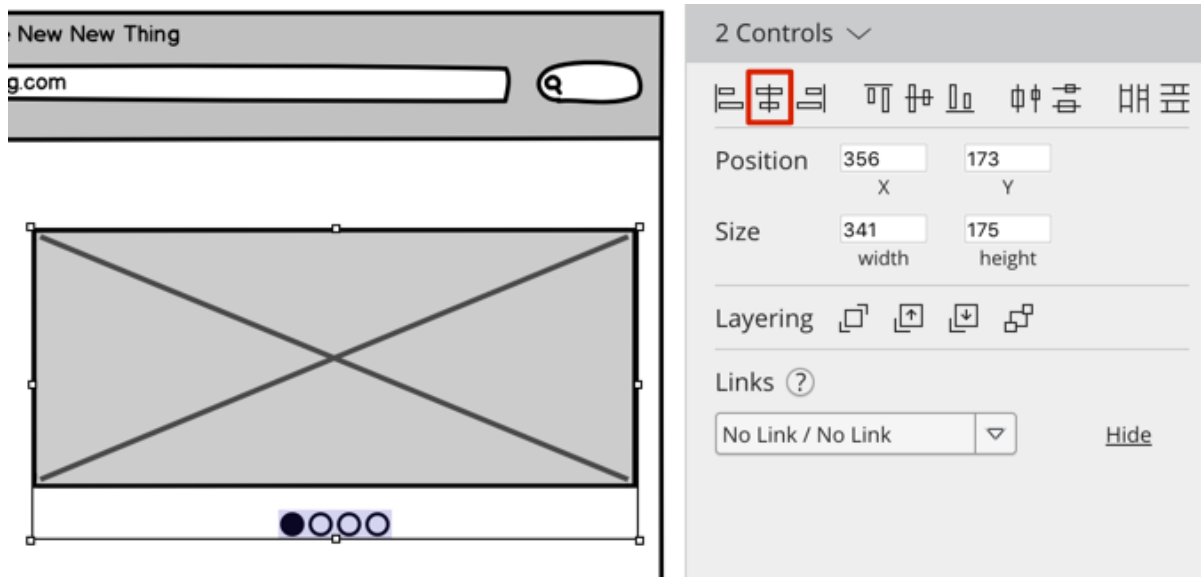 New New Thing
g.com
2 Controls
Position 356 173
X Y
Size 341 175
width height
Layering
Links ?
No Link / No Link Hide